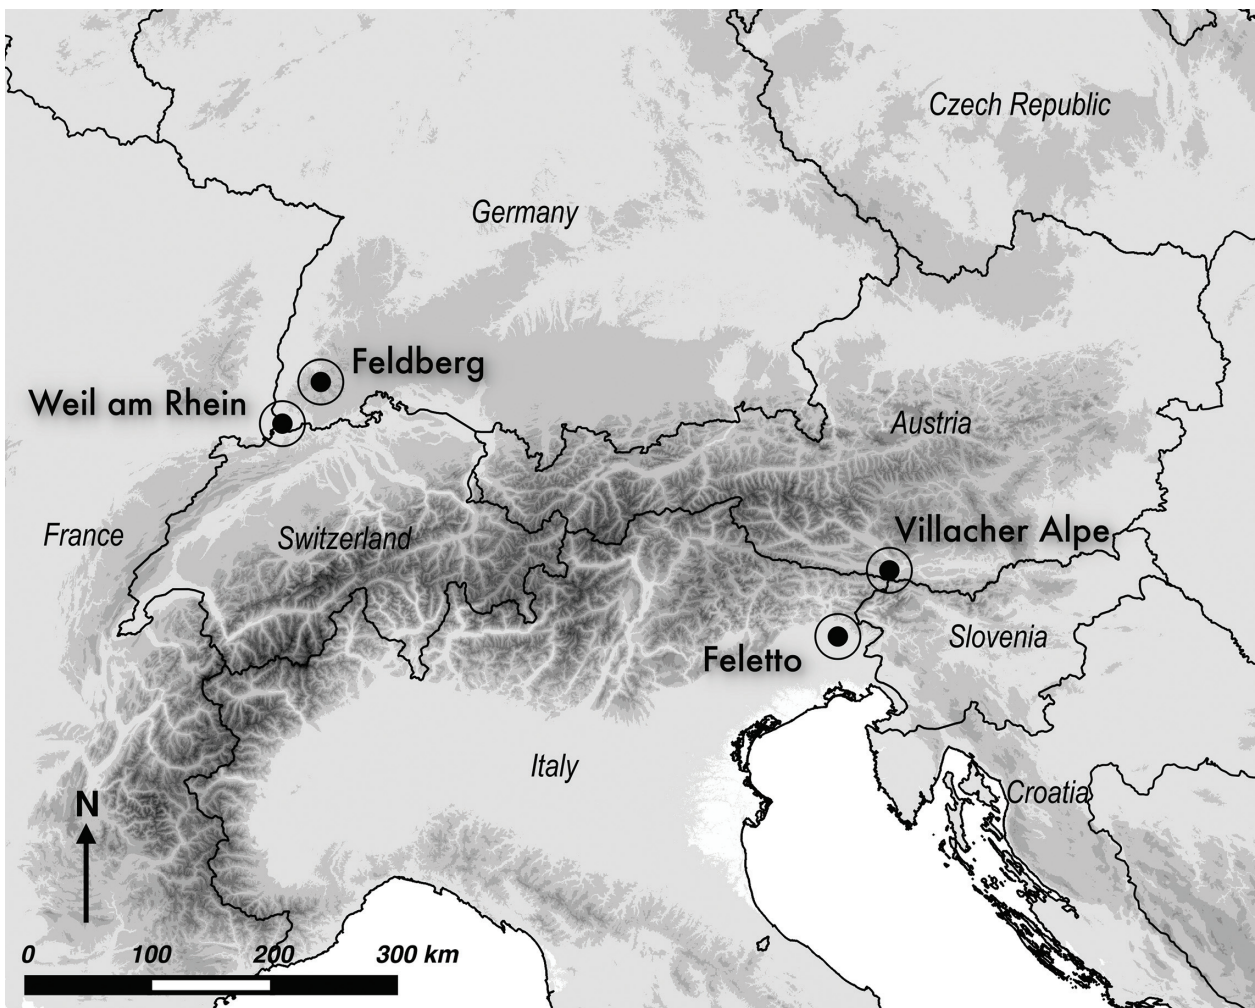 Czech Republic
Germany
Feldberg
Weil am Rhein
Austria
France
Switzerland
Villacher Alpe
Slovenia
Feletto
Italy
Croatia
N
0 100 200 300 km